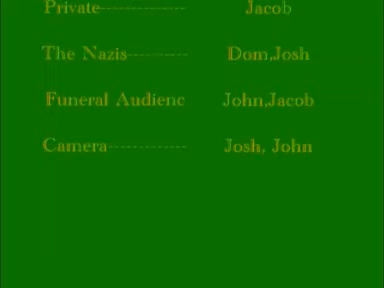 Private-------------- Jacob
The Nazis---------- Dom,Josh
Funeral Audienc John,Jacob
Camera------------- Josh, John